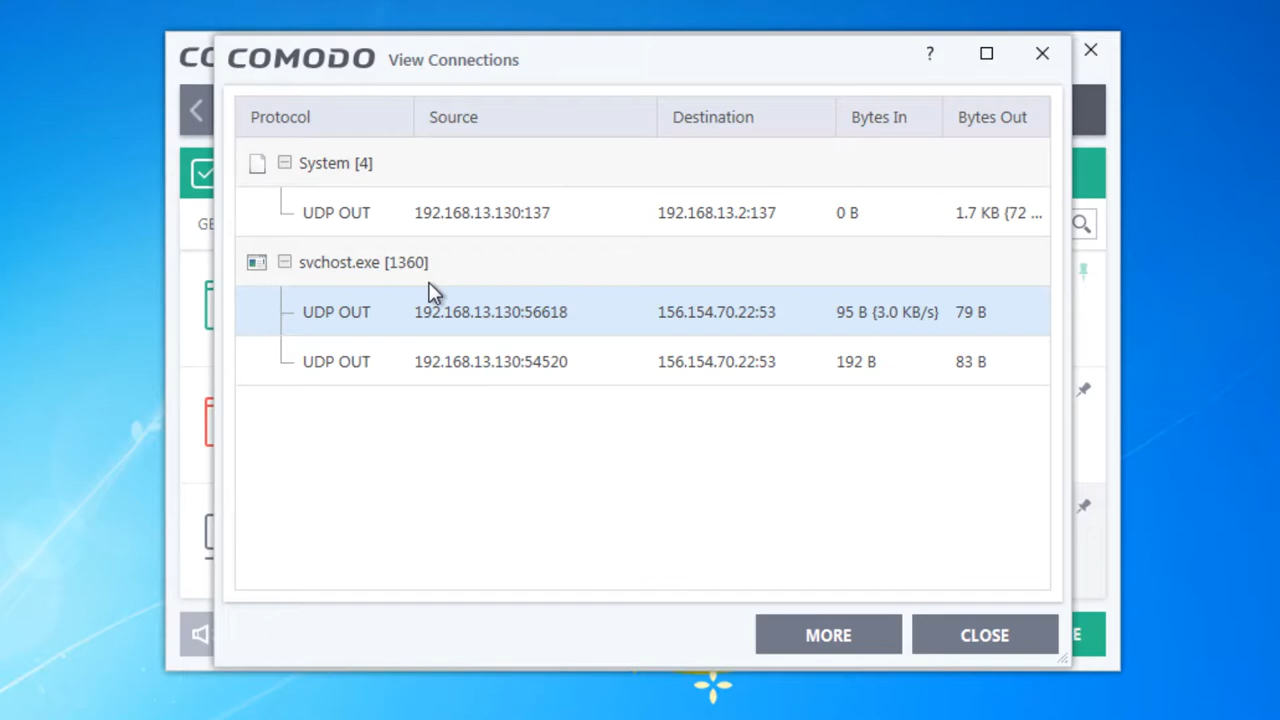 CO
COMODO View Connections ?
Protocol Source Destination Bytes In Bytes Out
System [4]
UDP OUT 192.168.13.130:137 192.168.13.2:137 0 B 1.7 KB {72 ...
GE
svchost.exe [1360]
UDP OUT 192.168.13.130:56618 156.154.70.22:53 95 B {3.0 KB/s} 79 B
UDP OUT 192.168.13.130:54520 156.154.70.22:53 192 B 83 B
MORE CLOSE E